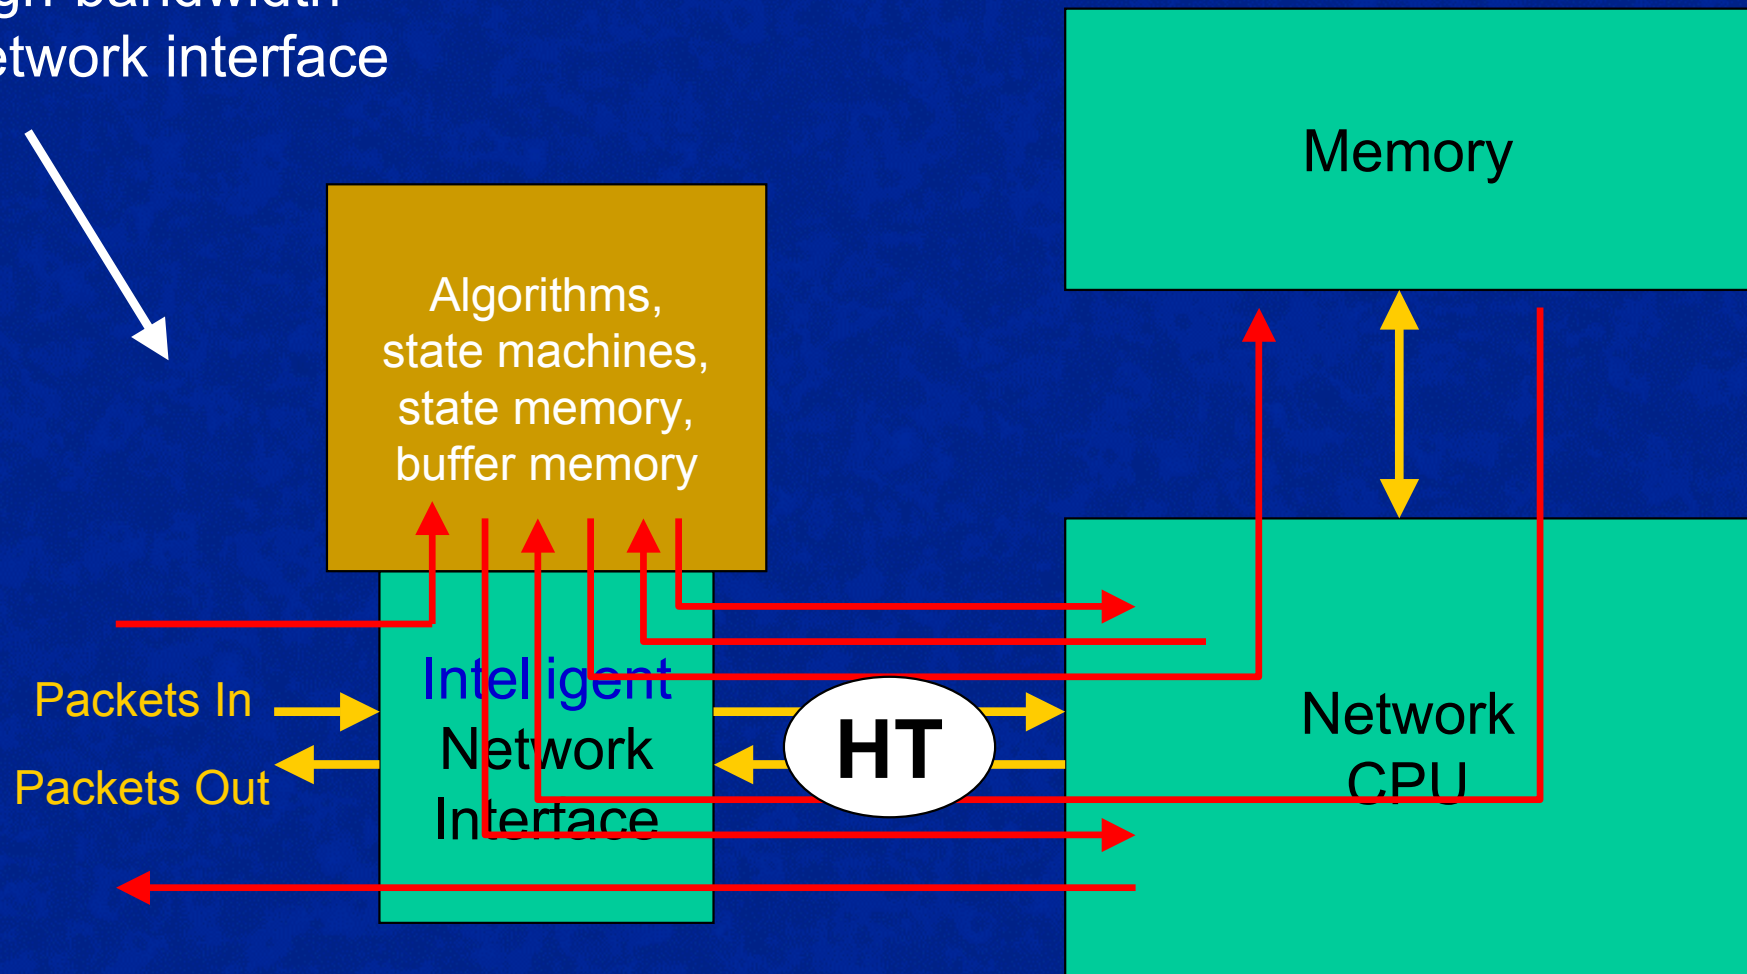 network interface
Memory
Algorithms,
state machines,
state memory,
buffer memory
Packets In
Packets Out
Intelligent
Network
Interface
HT
Network
CPU